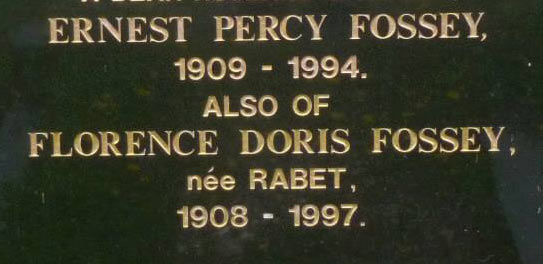 ERNEST PERCY FOSSEY,
1909 - 1994.
ALSO OF
FLORENCE DORIS FOSSEY,
née RABET,
1908 - 1997.